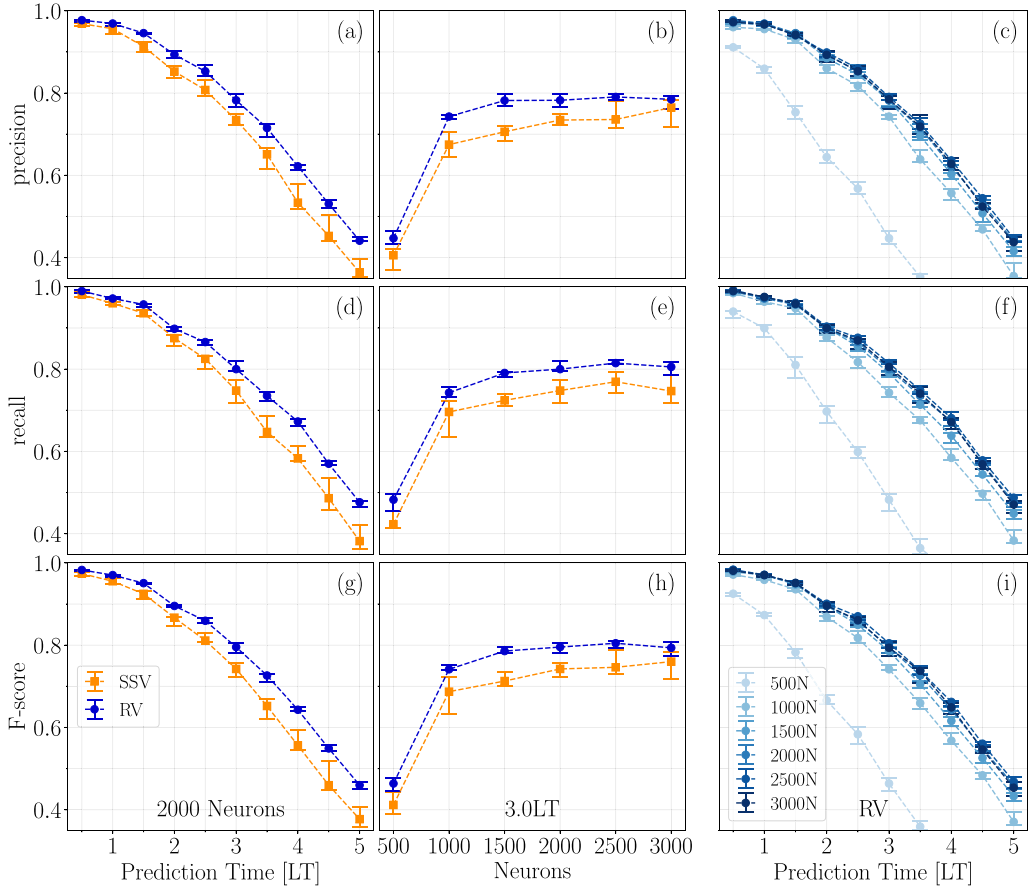 1.0
0.8
0.6
0.4
precision
(a)
(b)
(c)
1.0
0.8
0.6
0.4
recall
(d)
(e)
(f)
1.0
0.8
0.6
0.4
F-score
(g)
(h)
(i)
SSV
RV
500N
1000N
1500N
2000N
2500N
3000N
2000 Neurons
3.0LT
RV
1 2 3 4 5
500 1000 1500 2000 2500 3000
1 2 3 4 5
Prediction Time [LT]
Neurons
Prediction Time [LT]